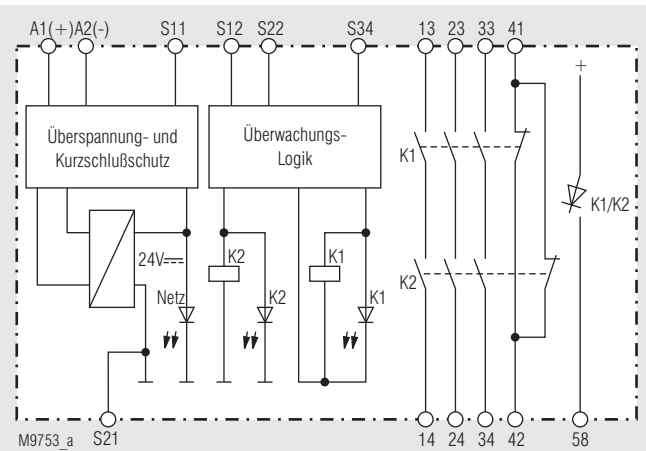 A1(+) A2(-) S11 S12 S22 S34 13 23 33 41
+
Überspannung- und
Kurzschlußschutz
Überwachungs-
Logik
K1
K1/K2
24V
K2
K1
K2
Netz
K2
K1
M9753_a S21 14 24 34 42 58